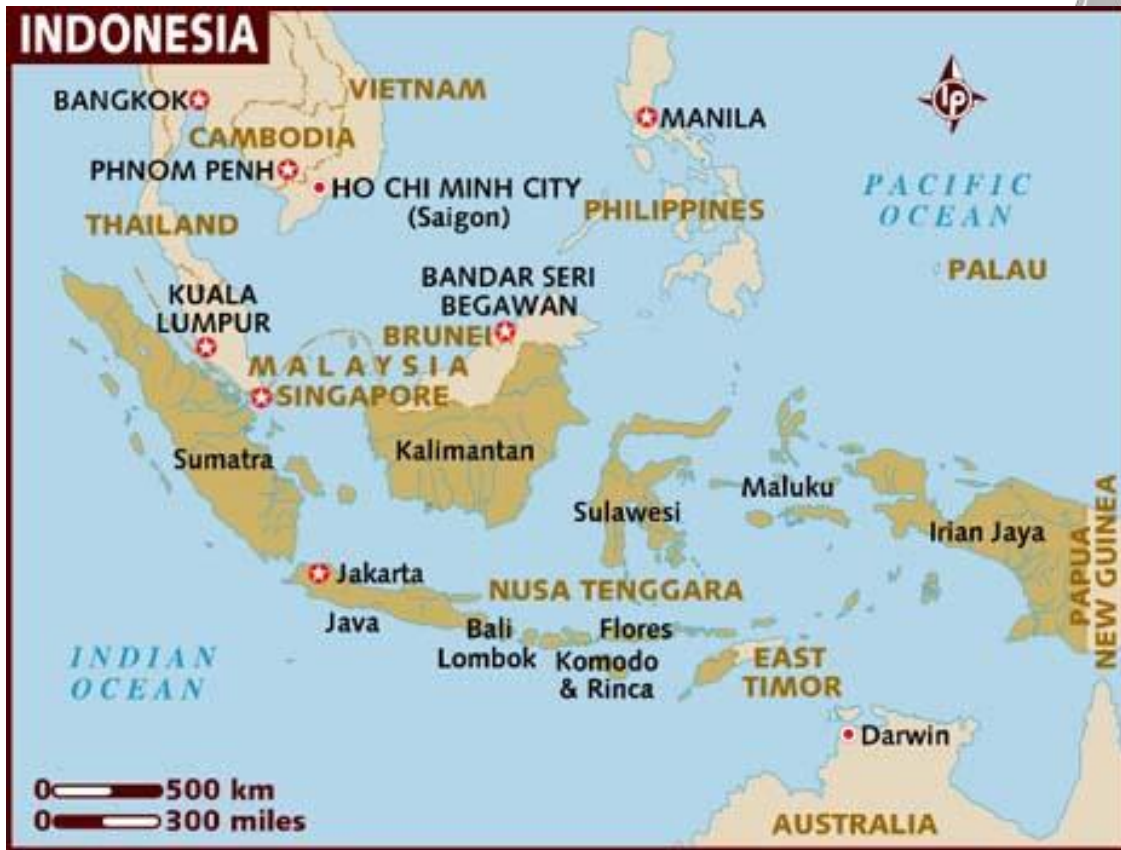 INDONESIA
BANGKOK
VIETNAM
CAMBODIA
MANILA
lp
PHNOM PENH
HO CHI MINH CITY
(Saigon)
THAILAND
PHILIPPINES
PACIFIC
OCEAN
PALAU
KUALA
LUMPUR
BANDAR SERI
BEGAWAN
BRUNEI
MALAYSIA
SINGAPORE
Sumatra
Kalimantan
Sulawesi
Maluku
Irian Jaya
PAPUA
NEW GUINEA
Jakarta
Java
NUSA TENGGARA
Bali
Lombok
Flores
Komodo
& Rinca
EAST
TIMOR
INDIAN
OCEAN
Darwin
AUSTRALIA
0 500 km
0 300 miles